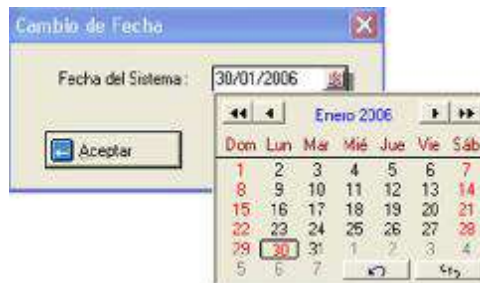 Cambio de Fecha
Fecha del Sistema: 30/01/2006
Enero 2006
Aceptar
Dom Lun Mar Mié Jue Vie Sáb
1 2 3 4 5 6 7
8 9 10 11 12 13 14
15 16 17 18 19 20 21
22 23 24 25 26 27 28
29 30 31 1 2 3 4
5 6 7